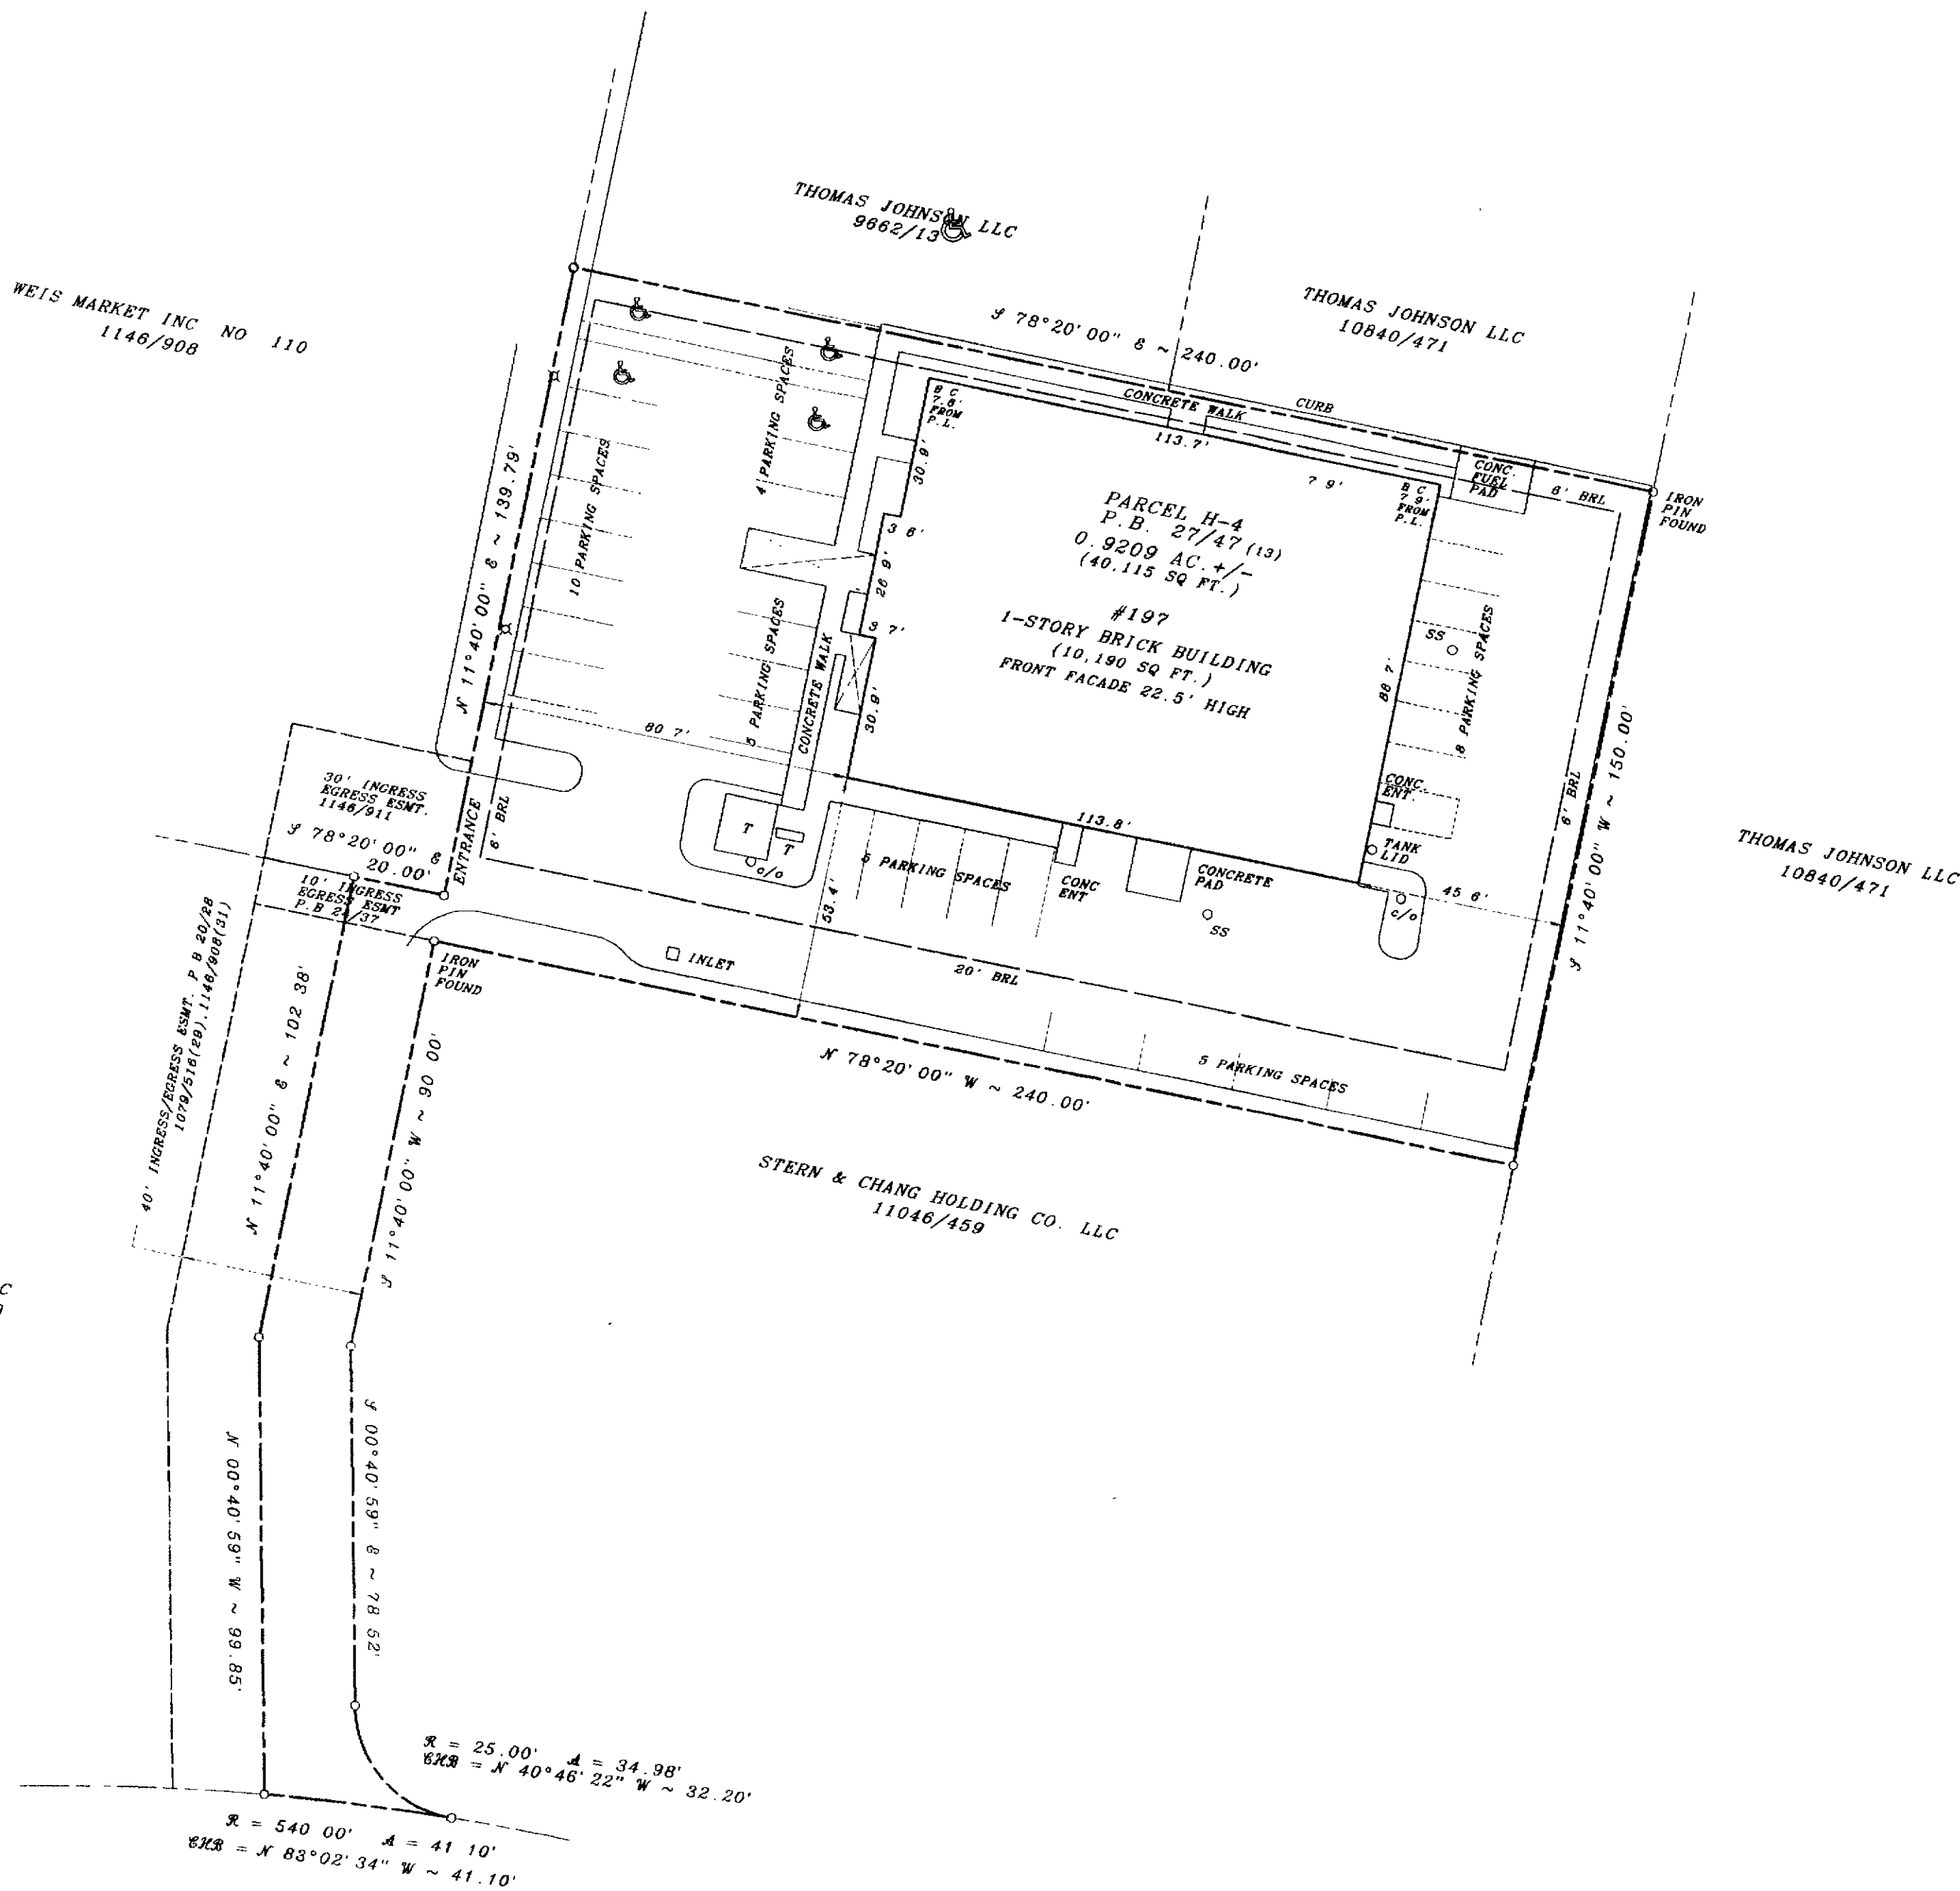 THOMAS JOHNSON LLC
9662/13
WEIS MARKET INC NO 110
1146/908
THOMAS JOHNSON LLC
10840/471
S 78°20'00" E ~ 240.00'
CONCRETE WALK
CURB
B C
7.8'
FROM
P.L.
113.7'
7 9'
B C
7 9'
FROM
P.L.
CONC.
FUEL
PAD
6' BRL
IRON
PIN
FOUND
4 PARKING SPACES
10 PARKING SPACES
N 11°40'00" E ~ 139.79'
30.9'
3 6'
26 9'
3 7'
30.9'
PARCEL H-4
P.B. 27/47 (13)
0.9209 AC.+/-
(40,115 SQ FT.)
#197
1-STORY BRICK BUILDING
(10,190 SQ FT.)
FRONT FACADE 22.5' HIGH
SS
8 PARKING SPACES
88 7'
5 PARKING SPACES
CONCRETE WALK
80 7'
S 11°40'00" W ~ 150.00'
6' BRL
30' INGRESS
EGRESS ESMT.
1146/911
S 78°20'00" E
20.00'
ENTRANCE
6' BRL
T
T
c/o
113.8'
CONC.
ENT.
TANK
LID
THOMAS JOHNSON LLC
10840/471
10' INGRESS
EGRESS ESMT
P.B 2/37
5 PARKING SPACES
CONC
ENT
CONCRETE
PAD
SS
45 6'
c/o
53.4'
40' INGRESS/EGRESS ESMT. P B 20/28
1079/516(29),1146/908(31)
IRON
PIN
FOUND
INLET
20' BRL
N 11°40'00" E ~ 102 38'
S 11°40'00" W ~ 90 00'
N 78°20'00" W ~ 240.00'
5 PARKING SPACES
STERN & CHANG HOLDING CO. LLC
11046/459
C
N 00°40'59" W ~ 99.85'
S 00°40'59" E ~ 78 52'
R = 25.00' A = 34.98'
CHB = N 40°46'22" W ~ 32.20'
R = 540 00' A = 41 10'
CHB = N 83°02'34" W ~ 41.10'